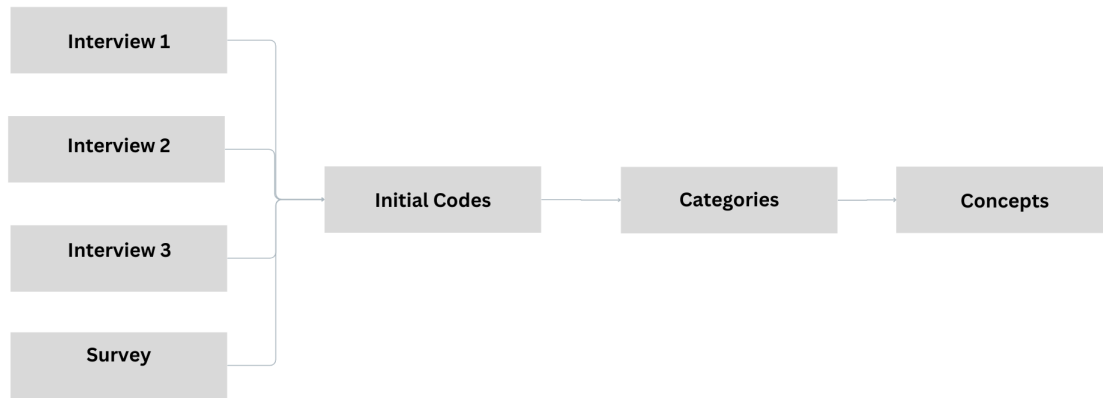 Interview 1
Interview 2
Interview 3
Survey
Initial Codes
Categories
Concepts